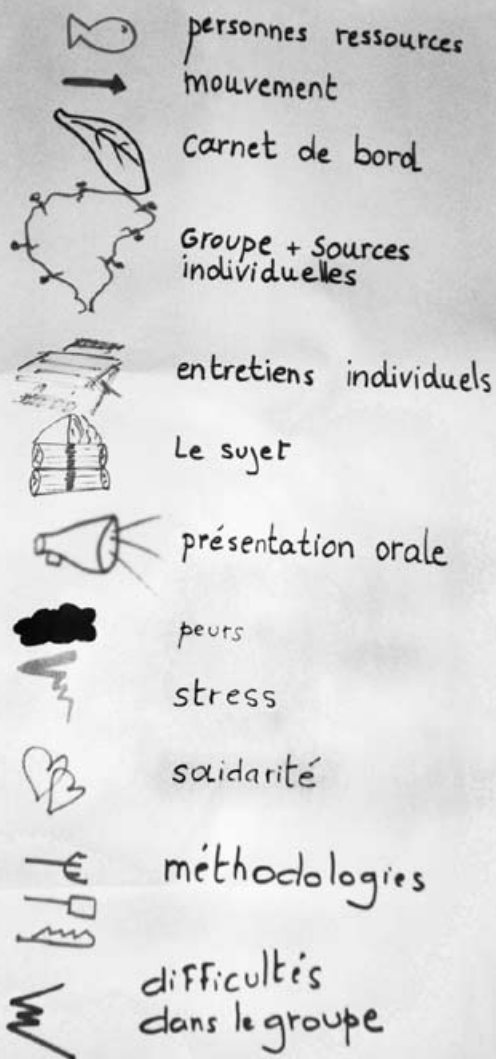 personnes ressources
mouvement
carnet de bord
Groupe + Sources
individuelles
entretiens individuels
Le sujet
présentation orale
peurs
stress
solidarité
méthodologies
difficultés
dans le groupe